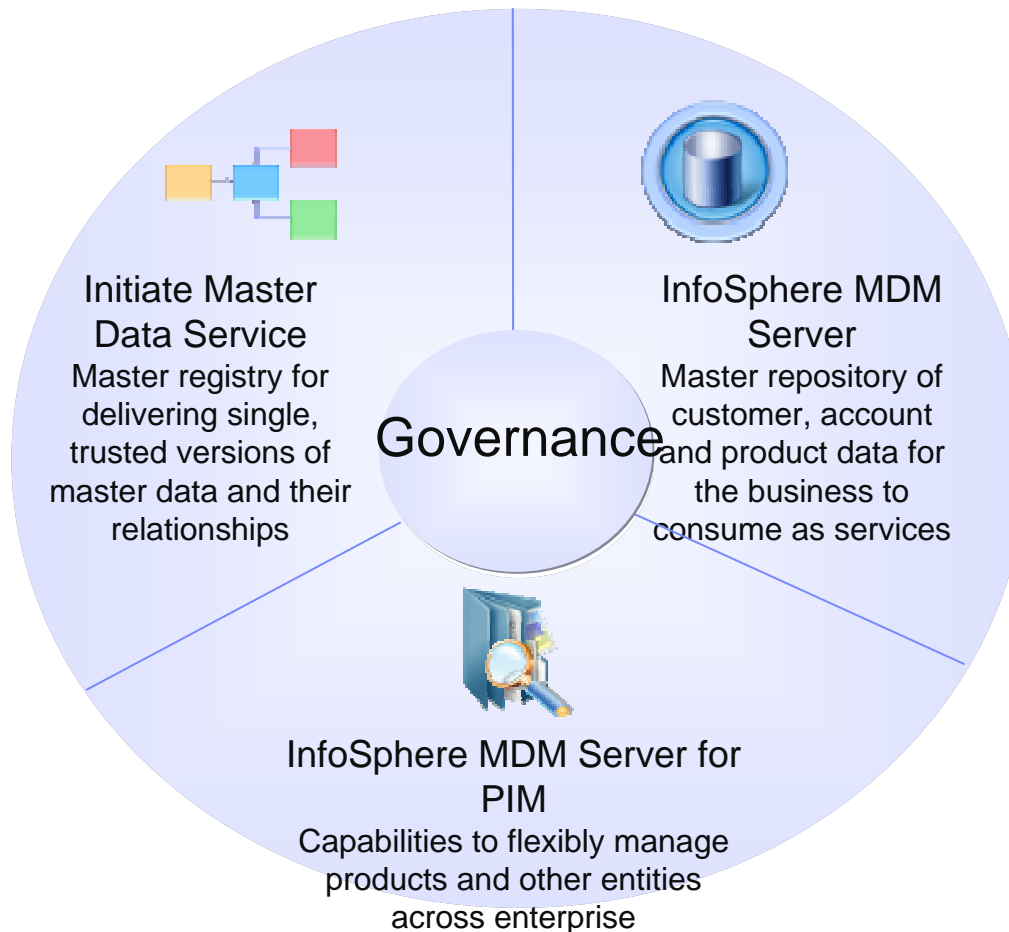 Initiate Master
Data Service
Master registry for
delivering single,
trusted versions of
master data and their
relationships
InfoSphere MDM
Server
Master repository of
customer, account
and product data for
the business to
consume as services
Governance
InfoSphere MDM Server for
PIM
Capabilities to flexibly manage
products and other entities
across enterprise